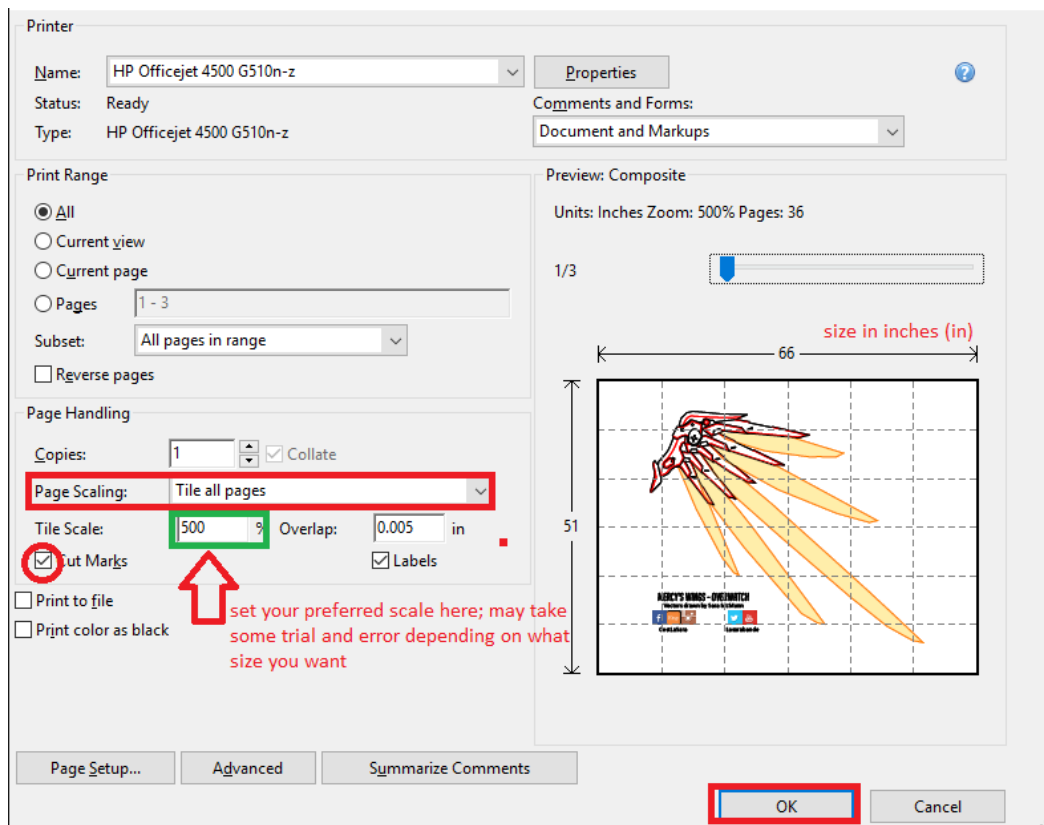 Printer
Name: HP Officejet 4500 G510n-z Properties
Status: Ready Comments and Forms:
Type: HP Officejet 4500 G510n-z Document and Markups
Print Range
All
Current view
Current page
Pages 1 - 3
Subset: All pages in range
Reverse pages
Page Handling
Copies: 1 Collate
Page Scaling: Tile all pages
Tile Scale: 500 % Overlap: 0.005 in
Cut Marks Labels
Print to file
Print color as black
set your preferred scale here; may take
some trial and error depending on what
size you want
Preview: Composite
Units: Inches Zoom: 500% Pages: 36
1/3
size in inches (in)
66
51
MERCY'S WINGS - OVERWATCH
Page Setup... Advanced Summarize Comments
OK Cancel